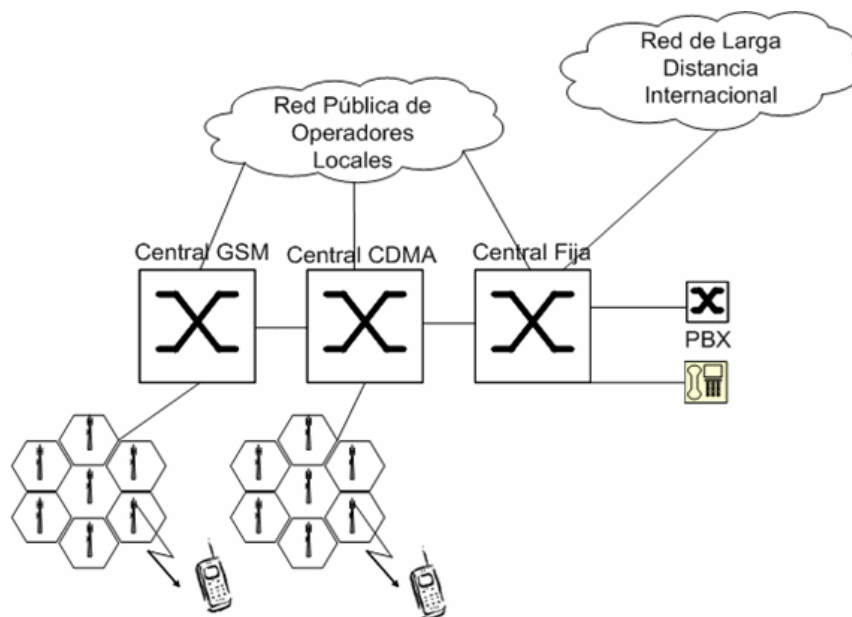 Red de Larga
Distancia
Internacional
Red Pública de
Operadores
Locales
Central GSM
Central CDMA
Central Fija
PBX